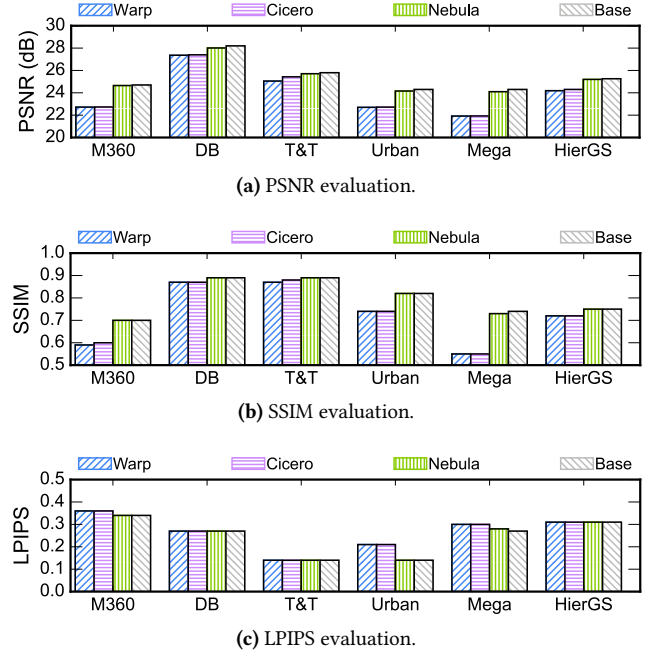 Warp Cicero Nebula Base
PSNR (dB)
30
28
26
24
22
20
M360 DB T&T Urban Mega HierGS
(a) PSNR evaluation.
Warp Cicero Nebula Base
SSIM
1.0
0.9
0.8
0.7
0.6
0.5
M360 DB T&T Urban Mega HierGS
(b) SSIM evaluation.
Warp Cicero Nebula Base
LPIPS
0.5
0.4
0.3
0.2
0.1
0.0
M360 DB T&T Urban Mega HierGS
(c) LPIPS evaluation.